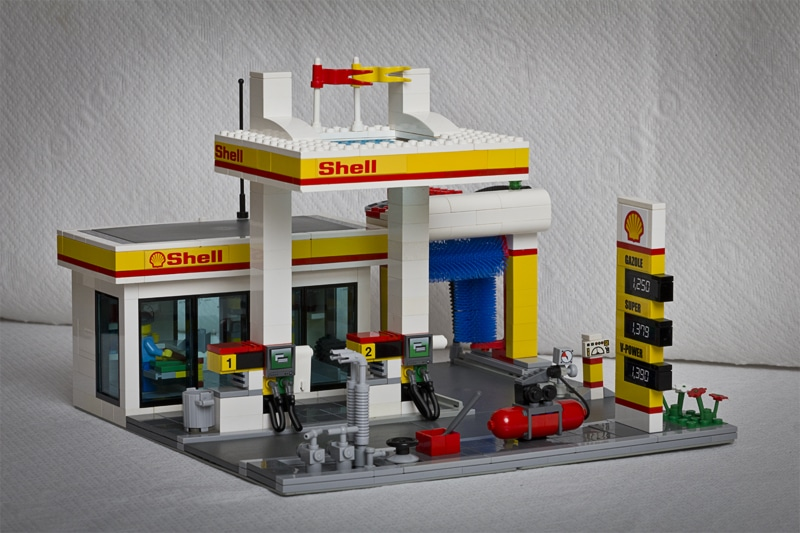 Shell
Shell
Shell
1
2
GAZOLE
1,250
SUPER
1,379
V-POWER
1,390